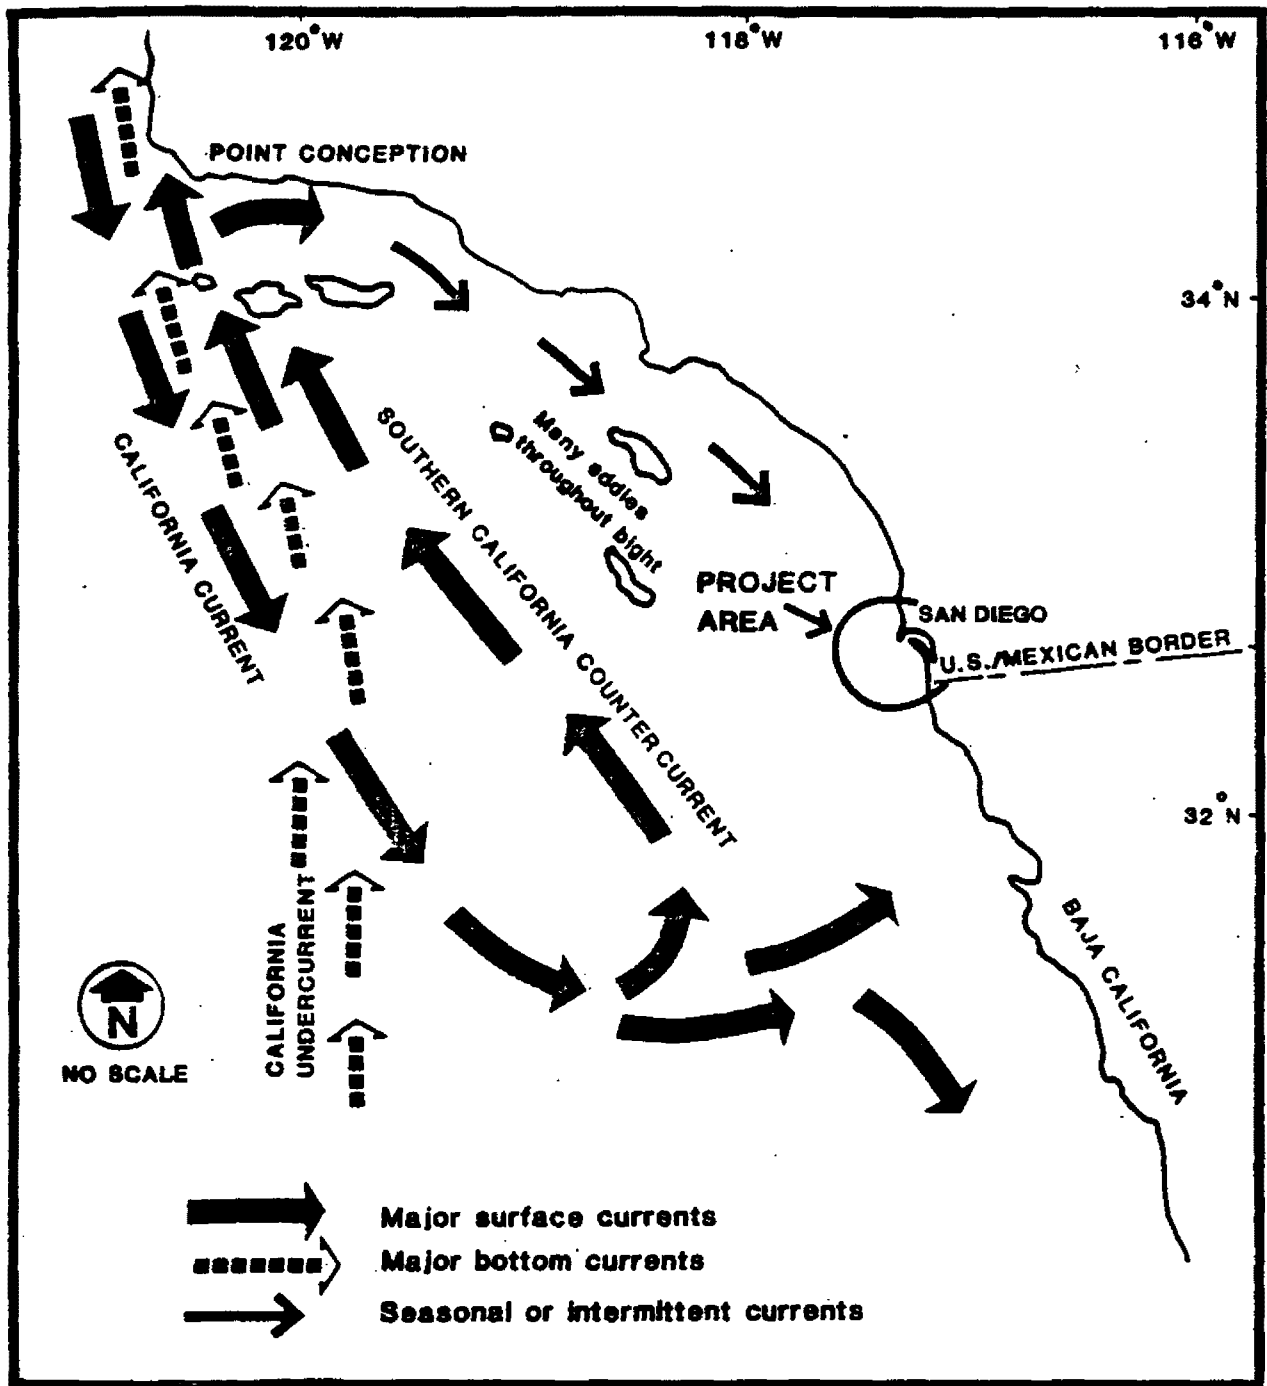 120°W
118°W
116°W
POINT CONCEPTION
34°N
SOUTHERN CALIFORNIA COUNTER CURRENT
Many eddies
throughout bight
CALIFORNIA CURRENT
PROJECT
AREA
SAN DIEGO
U.S./MEXICAN BORDER
32°N
CALIFORNIA
UNDERCURRENT
BAJA CALIFORNIA
N
NO SCALE
Major surface currents
Major bottom currents
Seasonal or intermittent currents